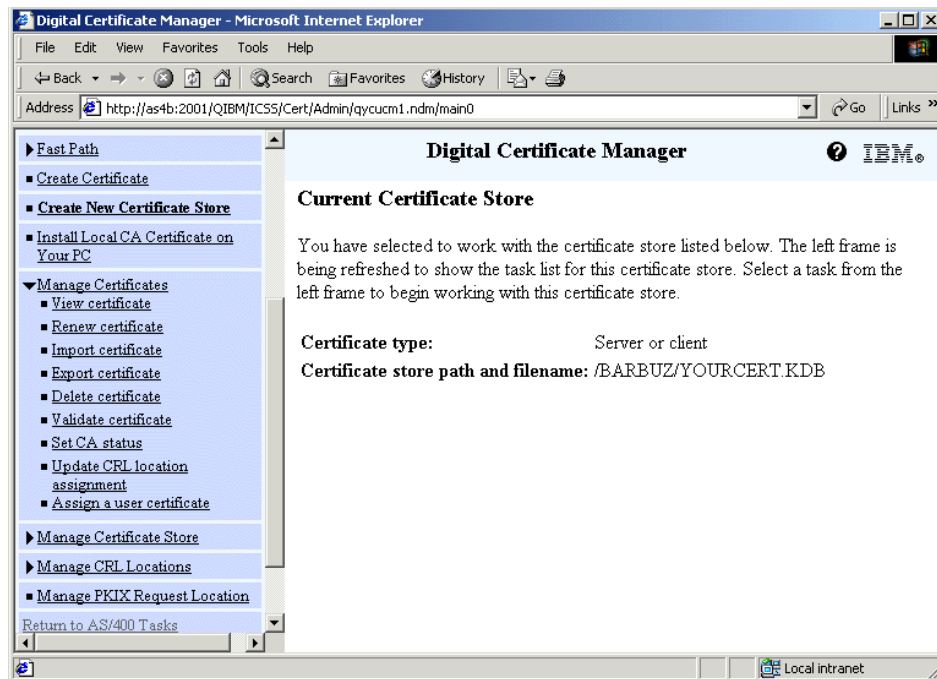 Digital Certificate Manager - Microsoft Internet Explorer
File Edit View Favorites Tools Help
Back Search Favorites History
Address http://as4b:2001/QIBM/ICSS/Cert/Admin/qycucm1.ndm/main0 Go Links »
Fast Path
Create Certificate
Create New Certificate Store
Install Local CA Certificate on
Your PC
Manage Certificates
View certificate
Renew certificate
Import certificate
Export certificate
Delete certificate
Validate certificate
Set CA status
Update CRL location
assignment
Assign a user certificate
Manage Certificate Store
Manage CRL Locations
Manage PKIX Request Location
Return to AS/400 Tasks
Digital Certificate Manager ? IBM®
Current Certificate Store
You have selected to work with the certificate store listed below. The left frame is
being refreshed to show the task list for this certificate store. Select a task from the
left frame to begin working with this certificate store.
Certificate type: Server or client
Certificate store path and filename: /BARBUZ/YOURCERT.KDB
Local intranet